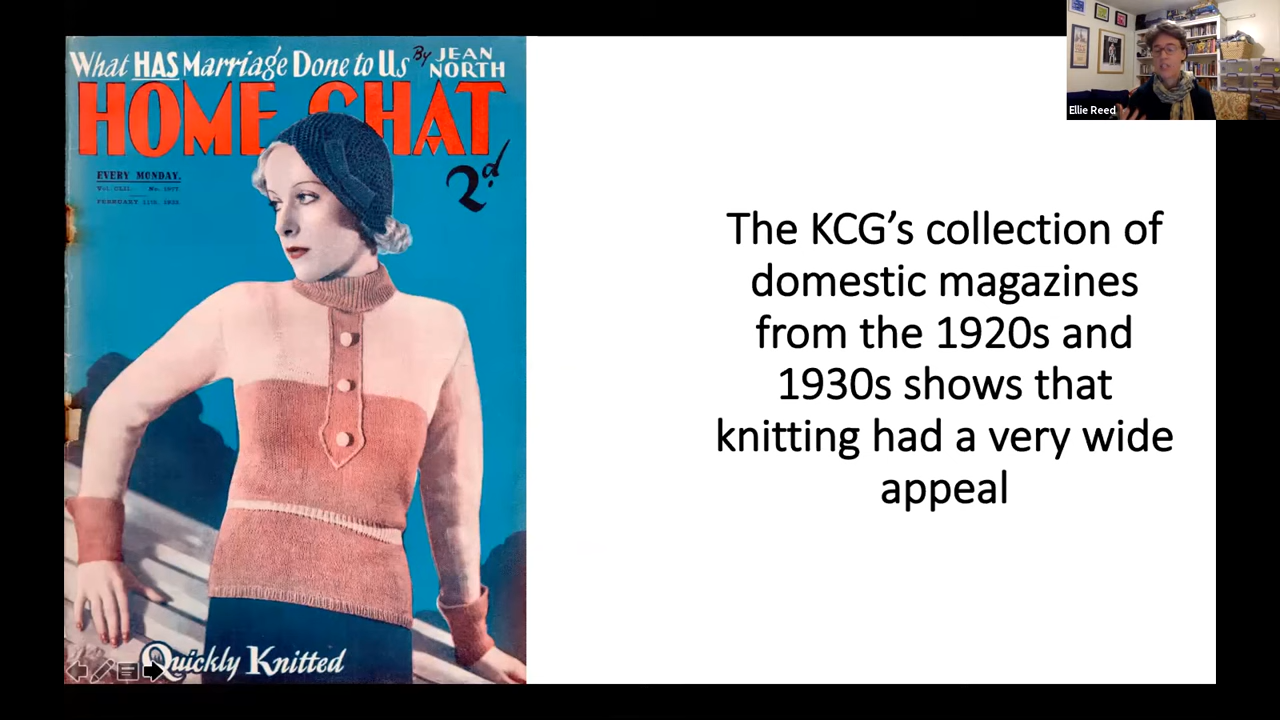 What HAS Marriage Done to Us By JEAN NORTH
HOME CHAT
EVERY MONDAY.
2d
Quickly Knitted
The KCG’s collection of
domestic magazines
from the 1920s and
1930s shows that
knitting had a very wide
appeal
Ellie Reed